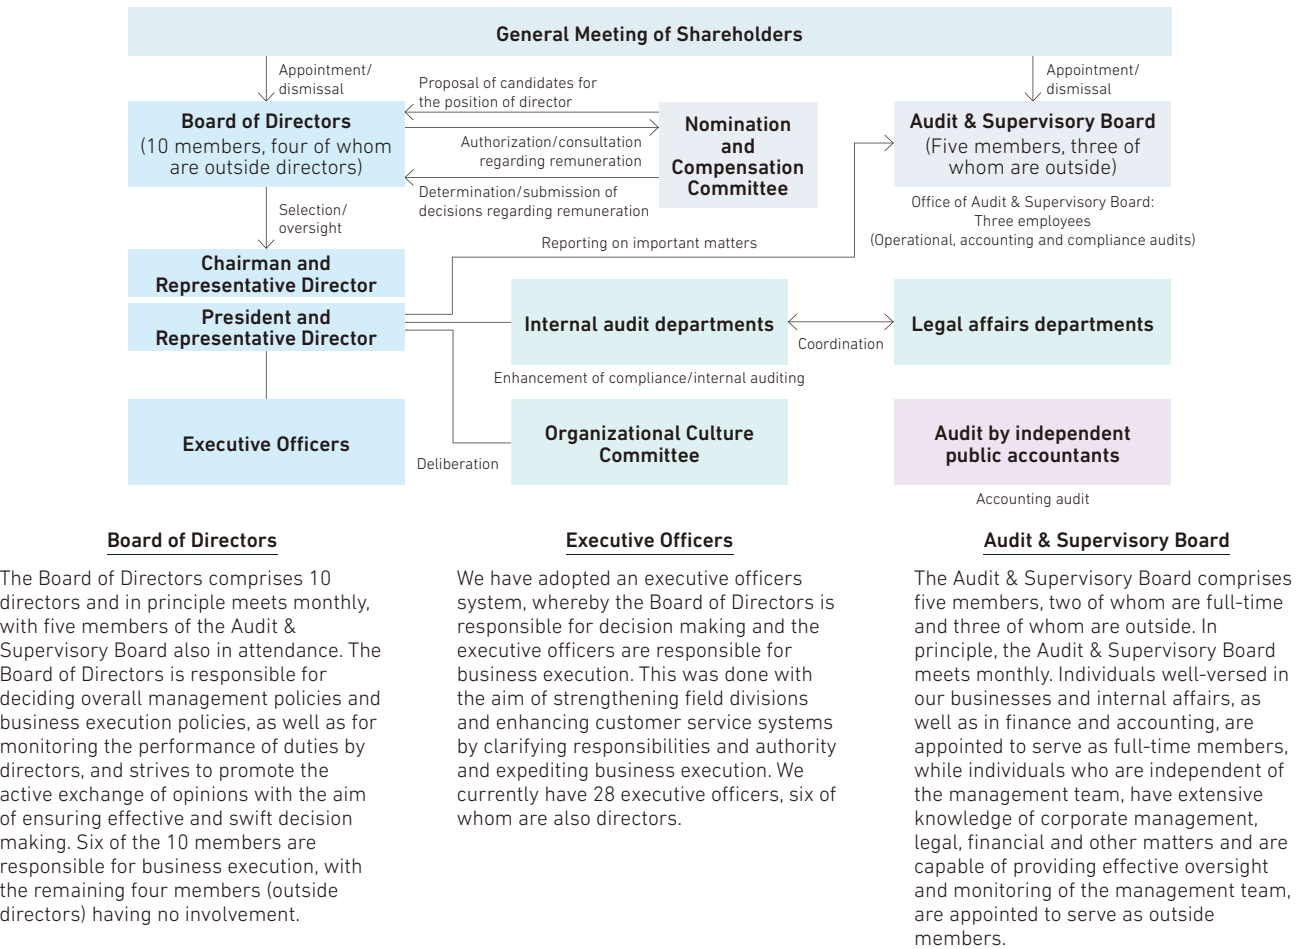 General Meeting of Shareholders
Appointment/
dismissal
Proposal of candidates for
the position of director
Appointment/
dismissal
Board of Directors
(10 members, four of whom
are outside directors)
Authorization/consultation
regarding remuneration
Determination/submission of
decisions regarding remuneration
Nomination
and
Compensation
Committee
Audit & Supervisory Board
(Five members, three of
whom are outside)
Office of Audit & Supervisory Board:
Three employees
(Operational, accounting and compliance audits)
Selection/
oversight
Reporting on important matters
Chairman and
Representative Director
President and
Representative Director
Internal audit departments
Coordination
Legal affairs departments
Enhancement of compliance/internal auditing
Executive Officers
Deliberation
Organizational Culture
Committee
Audit by independent
public accountants
Accounting audit
Board of Directors
The Board of Directors comprises 10
directors and in principle meets monthly,
with five members of the Audit &
Supervisory Board also in attendance. The
Board of Directors is responsible for
deciding overall management policies and
business execution policies, as well as for
monitoring the performance of duties by
directors, and strives to promote the
active exchange of opinions with the aim
of ensuring effective and swift decision
making. Six of the 10 members are
responsible for business execution, with
the remaining four members (outside
directors) having no involvement.
Executive Officers
We have adopted an executive officers
system, whereby the Board of Directors is
responsible for decision making and the
executive officers are responsible for
business execution. This was done with
the aim of strengthening field divisions
and enhancing customer service systems
by clarifying responsibilities and authority
and expediting business execution. We
currently have 28 executive officers, six of
whom are also directors.
Audit & Supervisory Board
The Audit & Supervisory Board comprises
five members, two of whom are full-time
and three of whom are outside. In
principle, the Audit & Supervisory Board
meets monthly. Individuals well-versed in
our businesses and internal affairs, as
well as in finance and accounting, are
appointed to serve as full-time members,
while individuals who are independent of
the management team, have extensive
knowledge of corporate management,
legal, financial and other matters and are
capable of providing effective oversight
and monitoring of the management team,
are appointed to serve as outside
members.